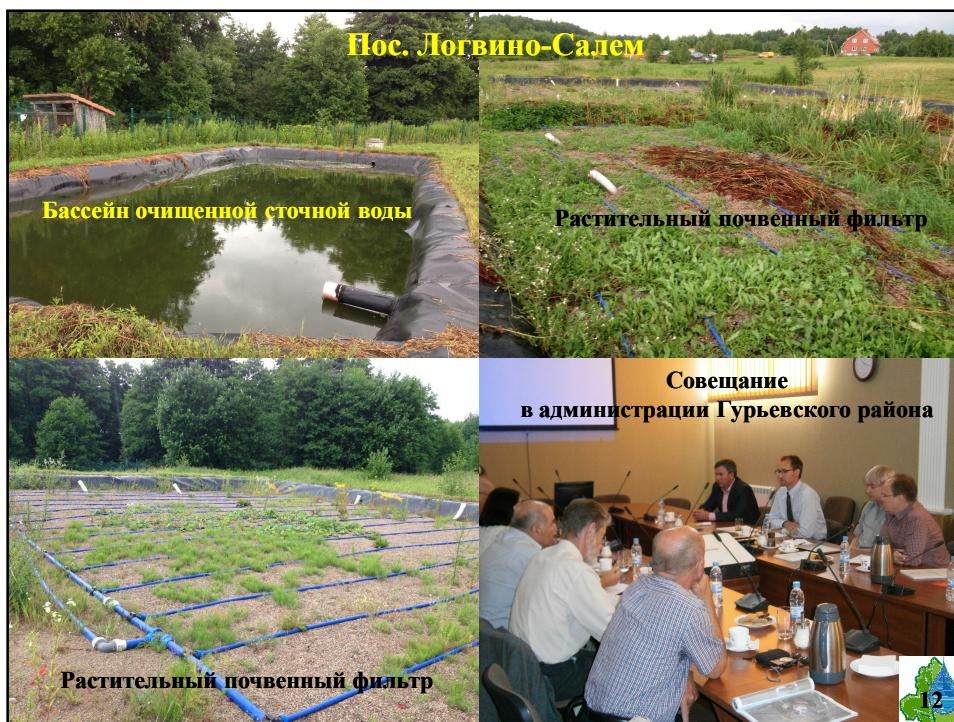 Пос. Логвино-Салем
Бассейн очищенной сточной воды
Растительный почвенный фильтр
Растительный почвенный фильтр
Совещание
в администрации Гурьевского района
12